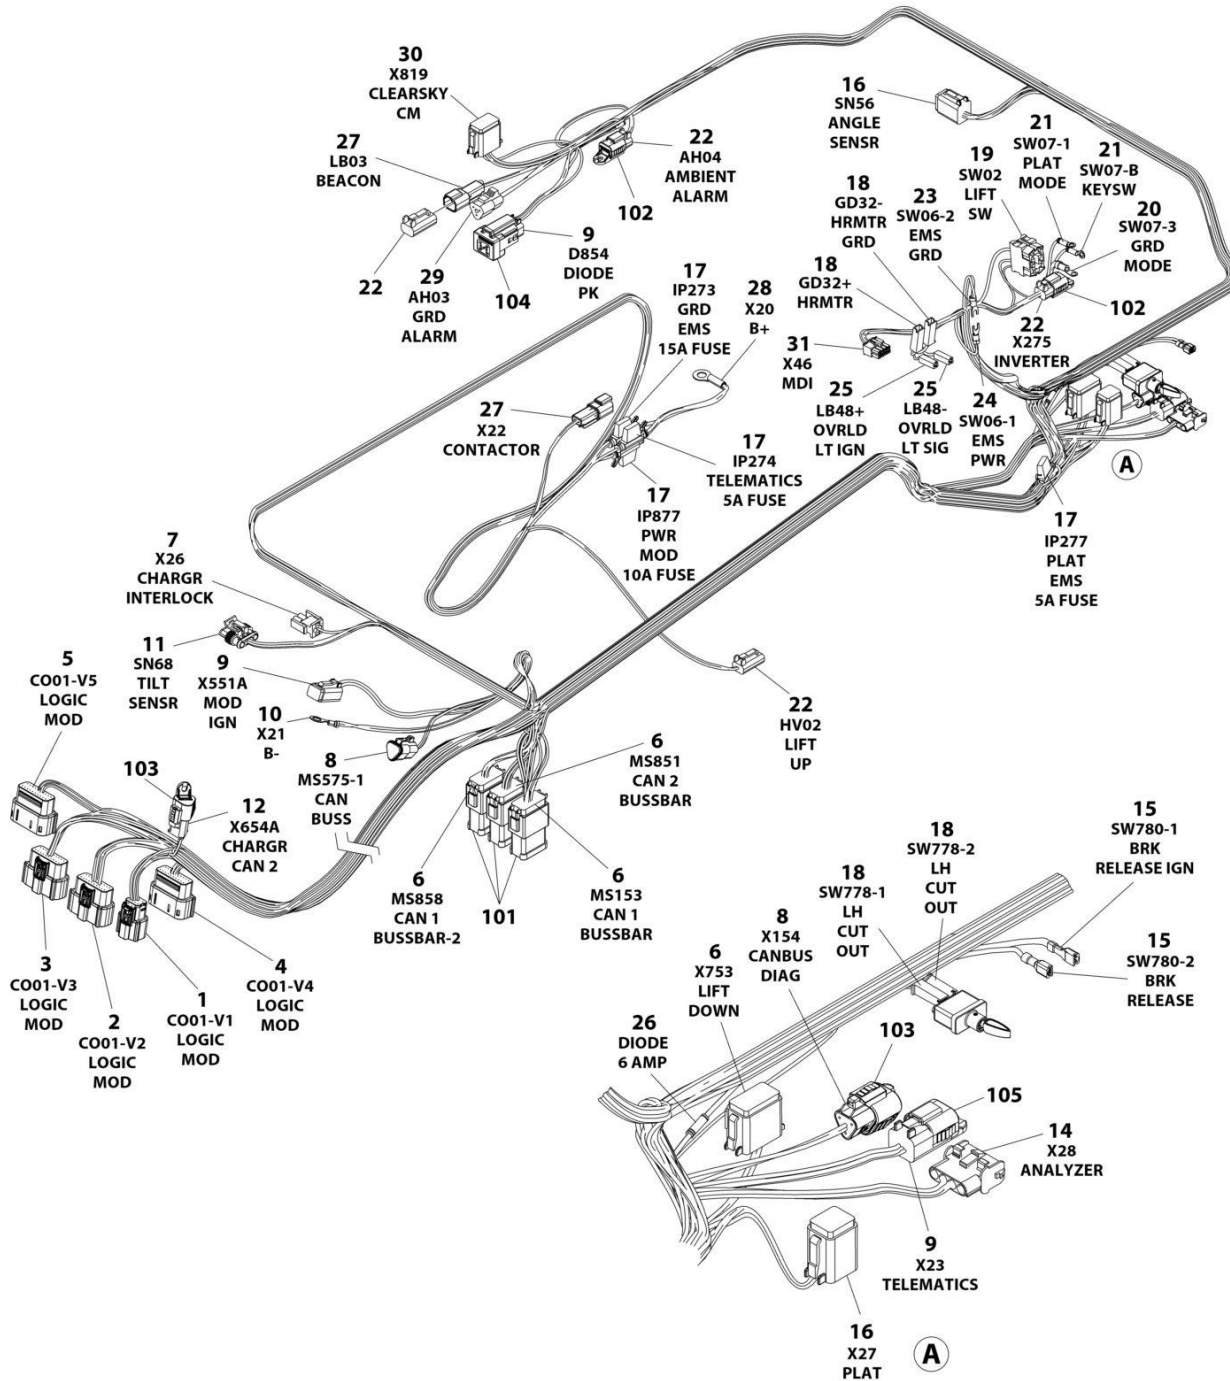 30
X819
CLEARSKY
CM
27
LB03
BEACON
22
AH04
AMBIENT
ALARM
102
22
29
AH03
GRD
ALARM
104
9
D854
DIODE
PK
16
SN56
ANGLE
SENSR
21
SW07-1
PLAT
MODE
21
SW07-B
KEYSW
19
SW02
LIFT
SW
20
SW07-3
GRD
MODE
18
GD32-
HRMTR
GRD
23
SW06-2
EMS
GRD
18
GD32+
HRMTR
102
22
X275
INVERTER
31
X46
MDI
25
LB48+
OVRLD
LT IGN
25
LB48-
OVRLD
LT SIG
24
SW06-1
EMS
PWR
A
17
IP273
GRD
EMS
15A FUSE
28
X20
B+
27
X22
CONTACTOR
17
IP274
TELEMATICS
5A FUSE
17
IP877
PWR
MOD
10A FUSE
17
IP277
PLAT
EMS
5A FUSE
7
X26
CHARGR
INTERLOCK
11
SN68
TILT
SENSR
9
X551A
MOD
IGN
10
X21
B-
8
MS575-1
CAN
BUSS
22
HV02
LIFT
UP
5
CO01-V5
LOGIC
MOD
103
12
X654A
CHARGR
CAN 2
6
MS851
CAN 2
BUSSBAR
6
MS858
CAN 1
BUSSBAR-2
101
6
MS153
CAN 1
BUSSBAR
3
CO01-V3
LOGIC
MOD
2
CO01-V2
LOGIC
MOD
1
CO01-V1
LOGIC
MOD
4
CO01-V4
LOGIC
MOD
15
SW780-1
BRK
RELEASE IGN
18
SW778-2
LH
CUT
OUT
18
SW778-1
LH
CUT
OUT
15
SW780-2
BRK
RELEASE
8
X154
CANBUS
DIAG
6
X753
LIFT
DOWN
26
DIODE
6 AMP
103
105
14
X28
ANALYZER
9
X23
TELEMATICS
16
X27
PLAT
A